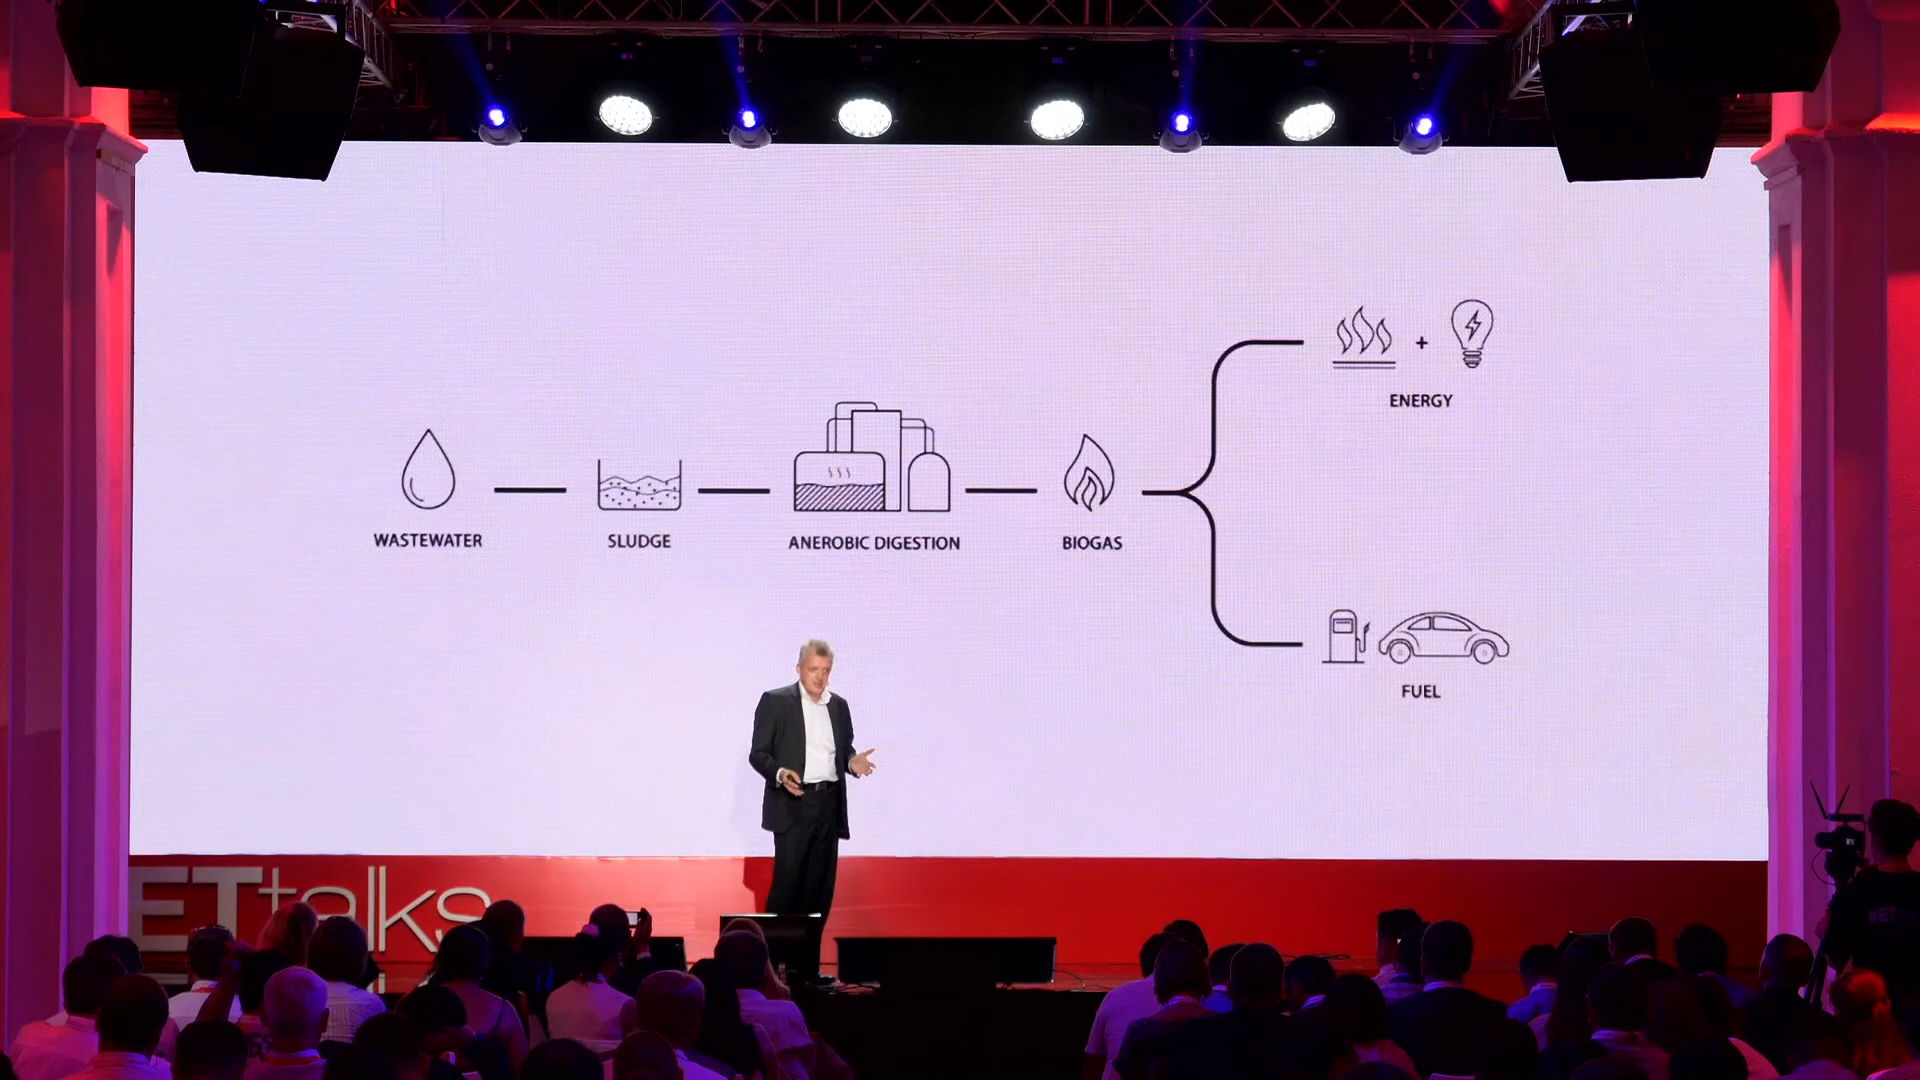 ENERGY
WASTEWATER
SLUDGE
ANEROBIC DIGESTION
BIOGAS
+
FUEL
ETtalks